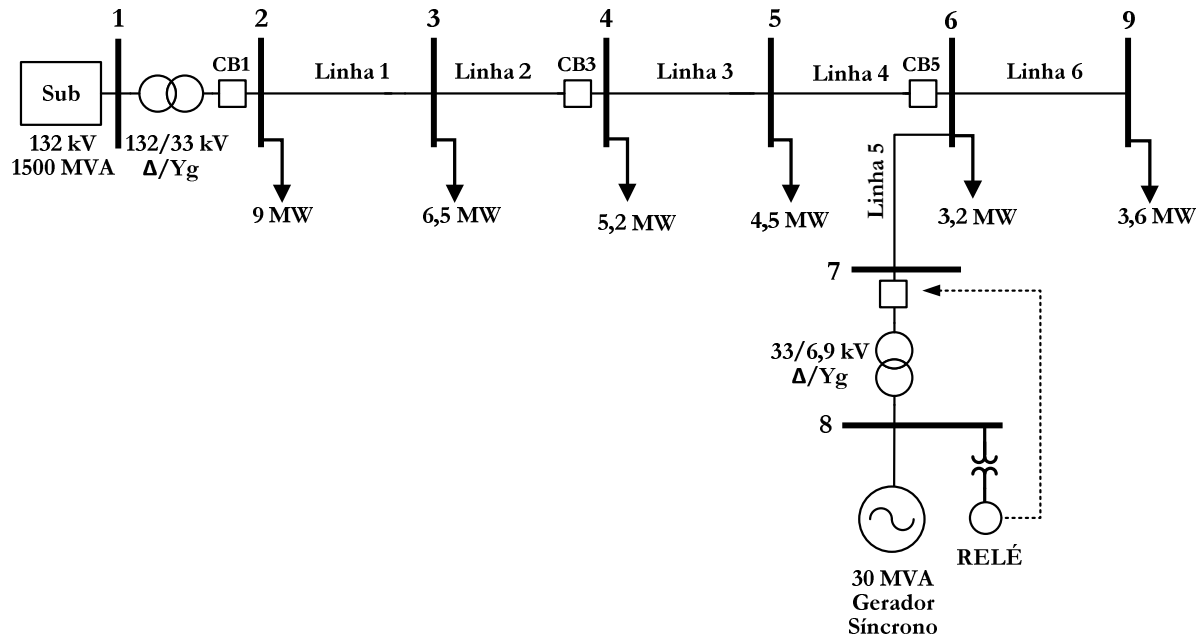 1
2
3
4
5
6
9
CB1
Linha 1
Linha 2
CB3
Linha 3
Linha 4
CB5
Linha 6
Sub
132 kV
1500 MVA
132/33 kV
Δ/Yg
9 MW
6,5 MW
5,2 MW
4,5 MW
Linha 5
3,2 MW
3,6 MW
7
33/6,9 kV
Δ/Yg
8
RELÉ
30 MVA
Gerador
Síncrono